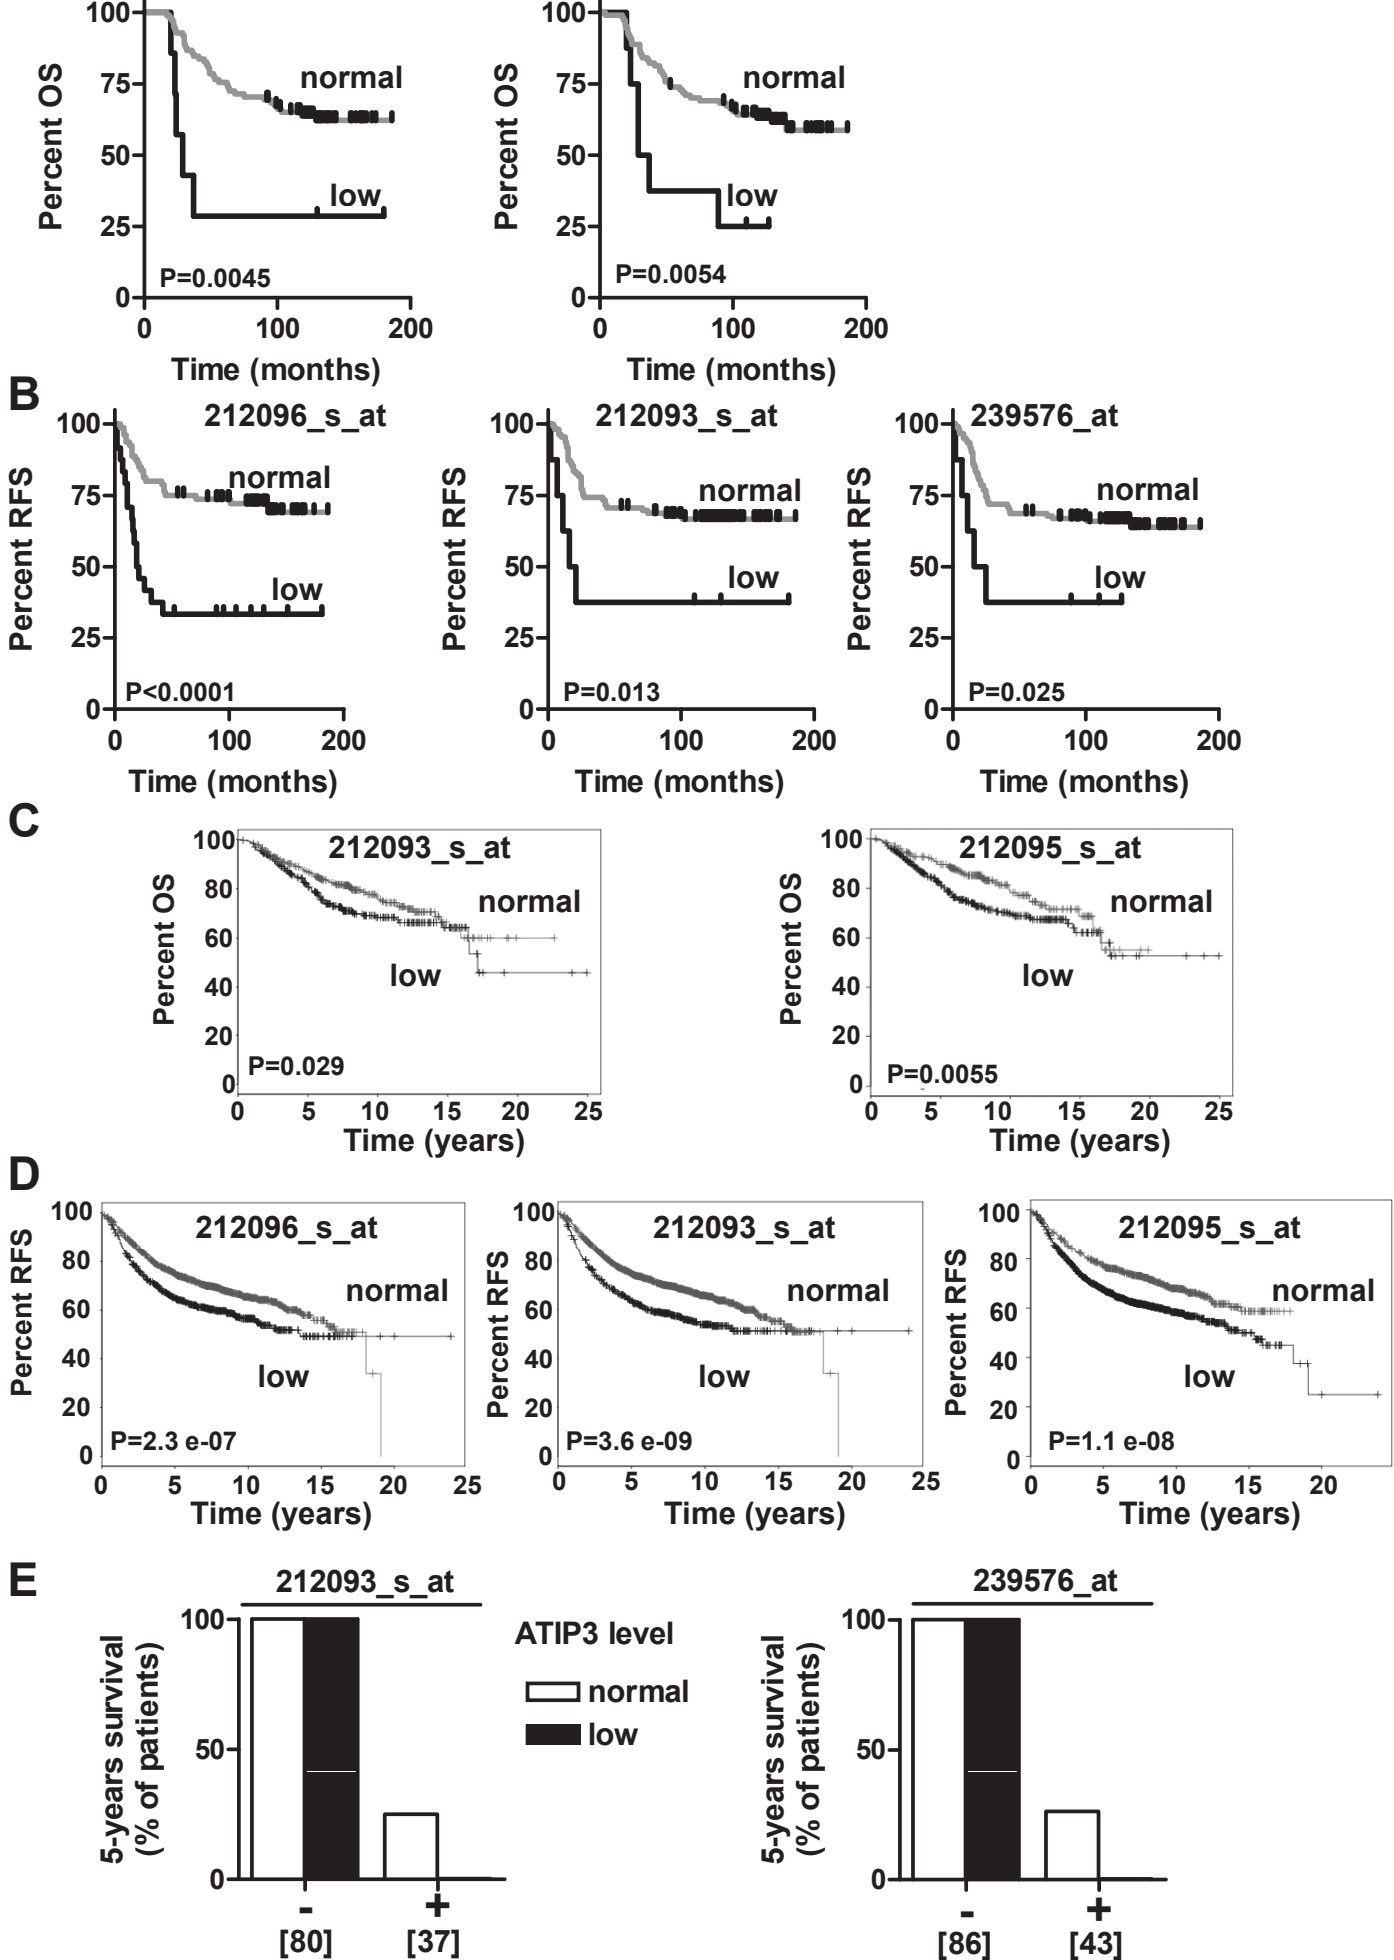 100
75
50
25
0
Percent OS
normal
low
P=0.0045
0 100 200
Time (months)
100
75
50
25
0
Percent OS
normal
low
P=0.0054
0 100 200
Time (months)
B
212096_s_at
100
75
50
25
0
Percent RFS
normal
low
P<0.0001
0 100 200
Time (months)
212093_s_at
100
75
50
25
0
Percent RFS
normal
low
P=0.013
0 100 200
Time (months)
239576_at
100
75
50
25
0
Percent RFS
normal
low
P=0.025
0 100 200
Time (months)
C
212093_s_at
100
80
60
40
20
0
Percent OS
normal
low
P=0.029
0 5 10 15 20 25
Time (years)
212095_s_at
100
80
60
40
20
0
Percent OS
normal
low
P=0.0055
0 5 10 15 20 25
Time (years)
D
212096_s_at
100
80
60
40
20
0
Percent RFS
normal
low
P=2.3 e-07
0 5 10 15 20 25
Time (years)
212093_s_at
100
80
60
40
20
0
Percent RFS
normal
low
P=3.6 e-09
0 5 10 15 20 25
Time (years)
212095_s_at
100
80
60
40
20
0
Percent RFS
normal
low
P=1.1 e-08
0 5 10 15 20
Time (years)
E
212093_s_at
100
50
0
5-years survival
(% of patients)
- +
[80] [37]
ATIP3 level
normal
low
239576_at
100
50
0
5-years survival
(% of patients)
- +
[86] [43]